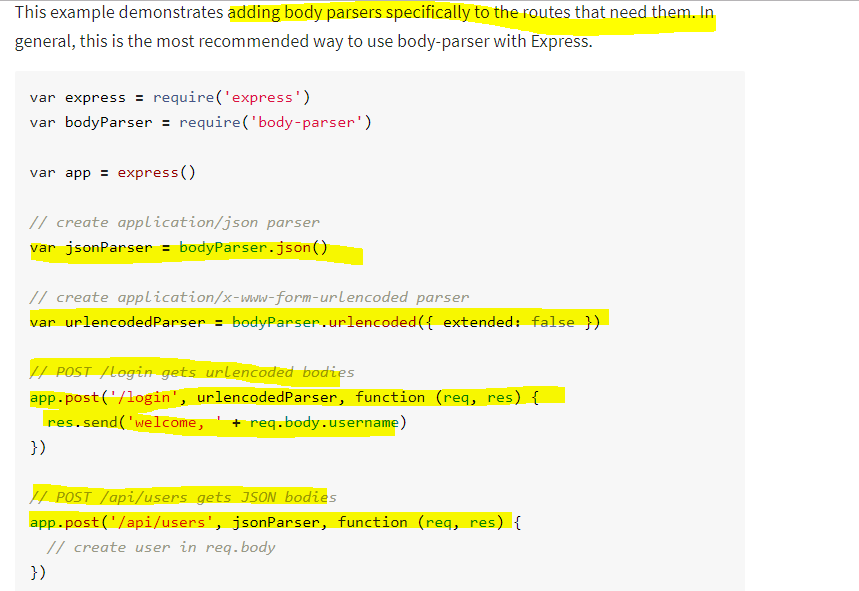 This example demonstrates adding body parsers specifically to the routes that need them. In
general, this is the most recommended way to use body-parser with Express.
var express = require('express')
var bodyParser = require('body-parser')
var app = express()
// create application/json parser
var jsonParser = bodyParser.json()
// create application/x-www-form-urlencoded parser
var urlencodedParser = bodyParser.urlencoded({ extended: false })
// POST /login gets urlencoded bodies
app.post('/login', urlencodedParser, function (req, res) {
  res.send('welcome, ' + req.body.username)
})
// POST /api/users gets JSON bodies
app.post('/api/users', jsonParser, function (req, res) {
  // create user in req.body
})